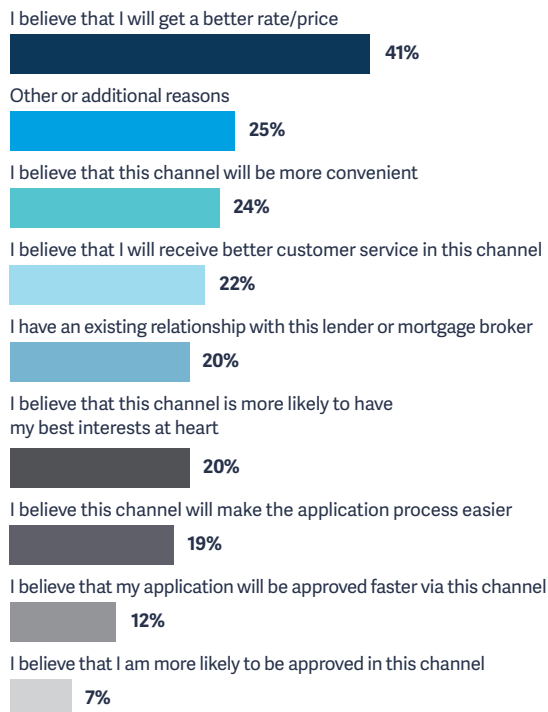 I believe that I will get a better rate/price
41%
Other or additional reasons
25%
I believe that this channel will be more convenient
24%
I believe that I will receive better customer service in this channel
22%
I have an existing relationship with this lender or mortgage broker
20%
I believe that this channel is more likely to have
my best interests at heart
20%
I believe this channel will make the application process easier
19%
I believe that my application will be approved faster via this channel
12%
I believe that I am more likely to be approved in this channel
7%